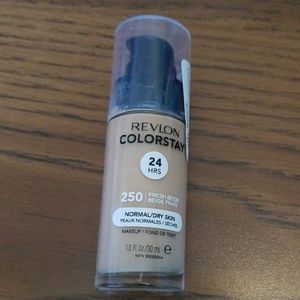 REVLON
COLORSTAY
24
HRS
250 FRESH BEIGE
BEIGE FRAIS
NORMAL/DRY SKIN
PEAUX NORMALES / SÈCHES
MAKEUP / FOND DE TEINT
1.0 FL.Oz/30 mL e